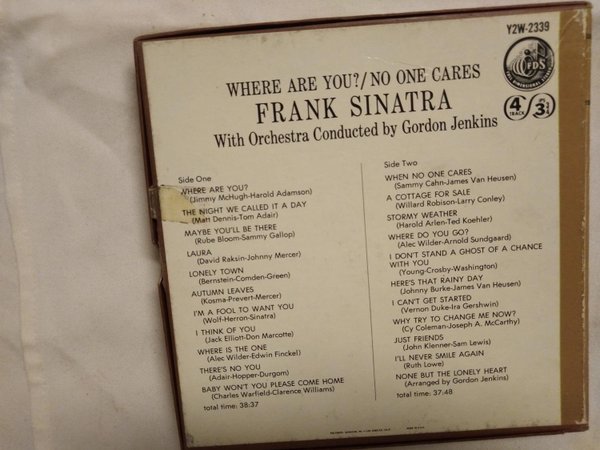 Y2W-2339
FDS
WHERE ARE YOU?/NO ONE CARES
FRANK SINATRA
With Orchestra Conducted by Gordon Jenkins
4
TRACK
3¾
Side One
WHERE ARE YOU?
(Jimmy McHugh-Harold Adamson)
THE NIGHT WE CALLED IT A DAY
(Matt Dennis-Tom Adair)
MAYBE YOU'LL BE THERE
(Rube Bloom-Sammy Gallop)
LAURA
(David Raksin-Johnny Mercer)
LONELY TOWN
(Bernstein-Comden-Green)
AUTUMN LEAVES
(Kosma-Prevert-Mercer)
I'M A FOOL TO WANT YOU
(Wolf-Herron-Sinatra)
I THINK OF YOU
(Jack Elliott-Don Marcotte)
WHERE IS THE ONE
(Alec Wilder-Edwin Finckel)
THERE'S NO YOU
(Adair-Hopper-Durgom)
BABY WON'T YOU PLEASE COME HOME
(Charles Warfield-Clarence Williams)
total time: 38:37
Side Two
WHEN NO ONE CARES
(Sammy Cahn-James Van Heusen)
A COTTAGE FOR SALE
(Willard Robison-Larry Conley)
STORMY WEATHER
(Harold Arlen-Ted Koehler)
WHERE DO YOU GO?
(Alec Wilder-Arnold Sundgaard)
I DON'T STAND A GHOST OF A CHANCE
WITH YOU
(Young-Crosby-Washington)
HERE'S THAT RAINY DAY
(Johnny Burke-James Van Heusen)
I CAN'T GET STARTED
(Vernon Duke-Ira Gershwin)
WHY TRY TO CHANGE ME NOW?
(Cy Coleman-Joseph A. McCarthy)
JUST FRIENDS
(John Klenner-Sam Lewis)
I'LL NEVER SMILE AGAIN
(Ruth Lowe)
NONE BUT THE LONELY HEART
(Arranged by Gordon Jenkins)
total time: 37:48